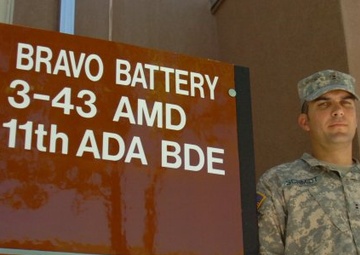 BRAVO BATTERY
3-43 AMD
11th ADA BDE